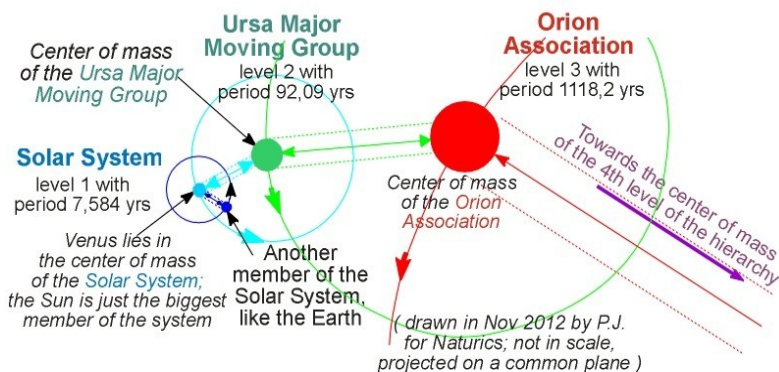 Ursa Major
Moving Group
level 2 with
period 92,09 yrs
Orion
Association
level 3 with
period 1118,2 yrs
Center of mass
of the Ursa Major
Moving Group
Solar System
level 1 with
period 7,584 yrs
Venus lies in
the center of mass
of the Solar System;
the Sun is just the biggest
member of the system
Another
member of the
Solar System,
like the Earth
Center of mass
of the Orion
Association
Towards the center of mass
of the 4th level of the hierarchy
( drawn in Nov 2012 by P.J.
for Naturics; not in scale,
projected on a common plane )